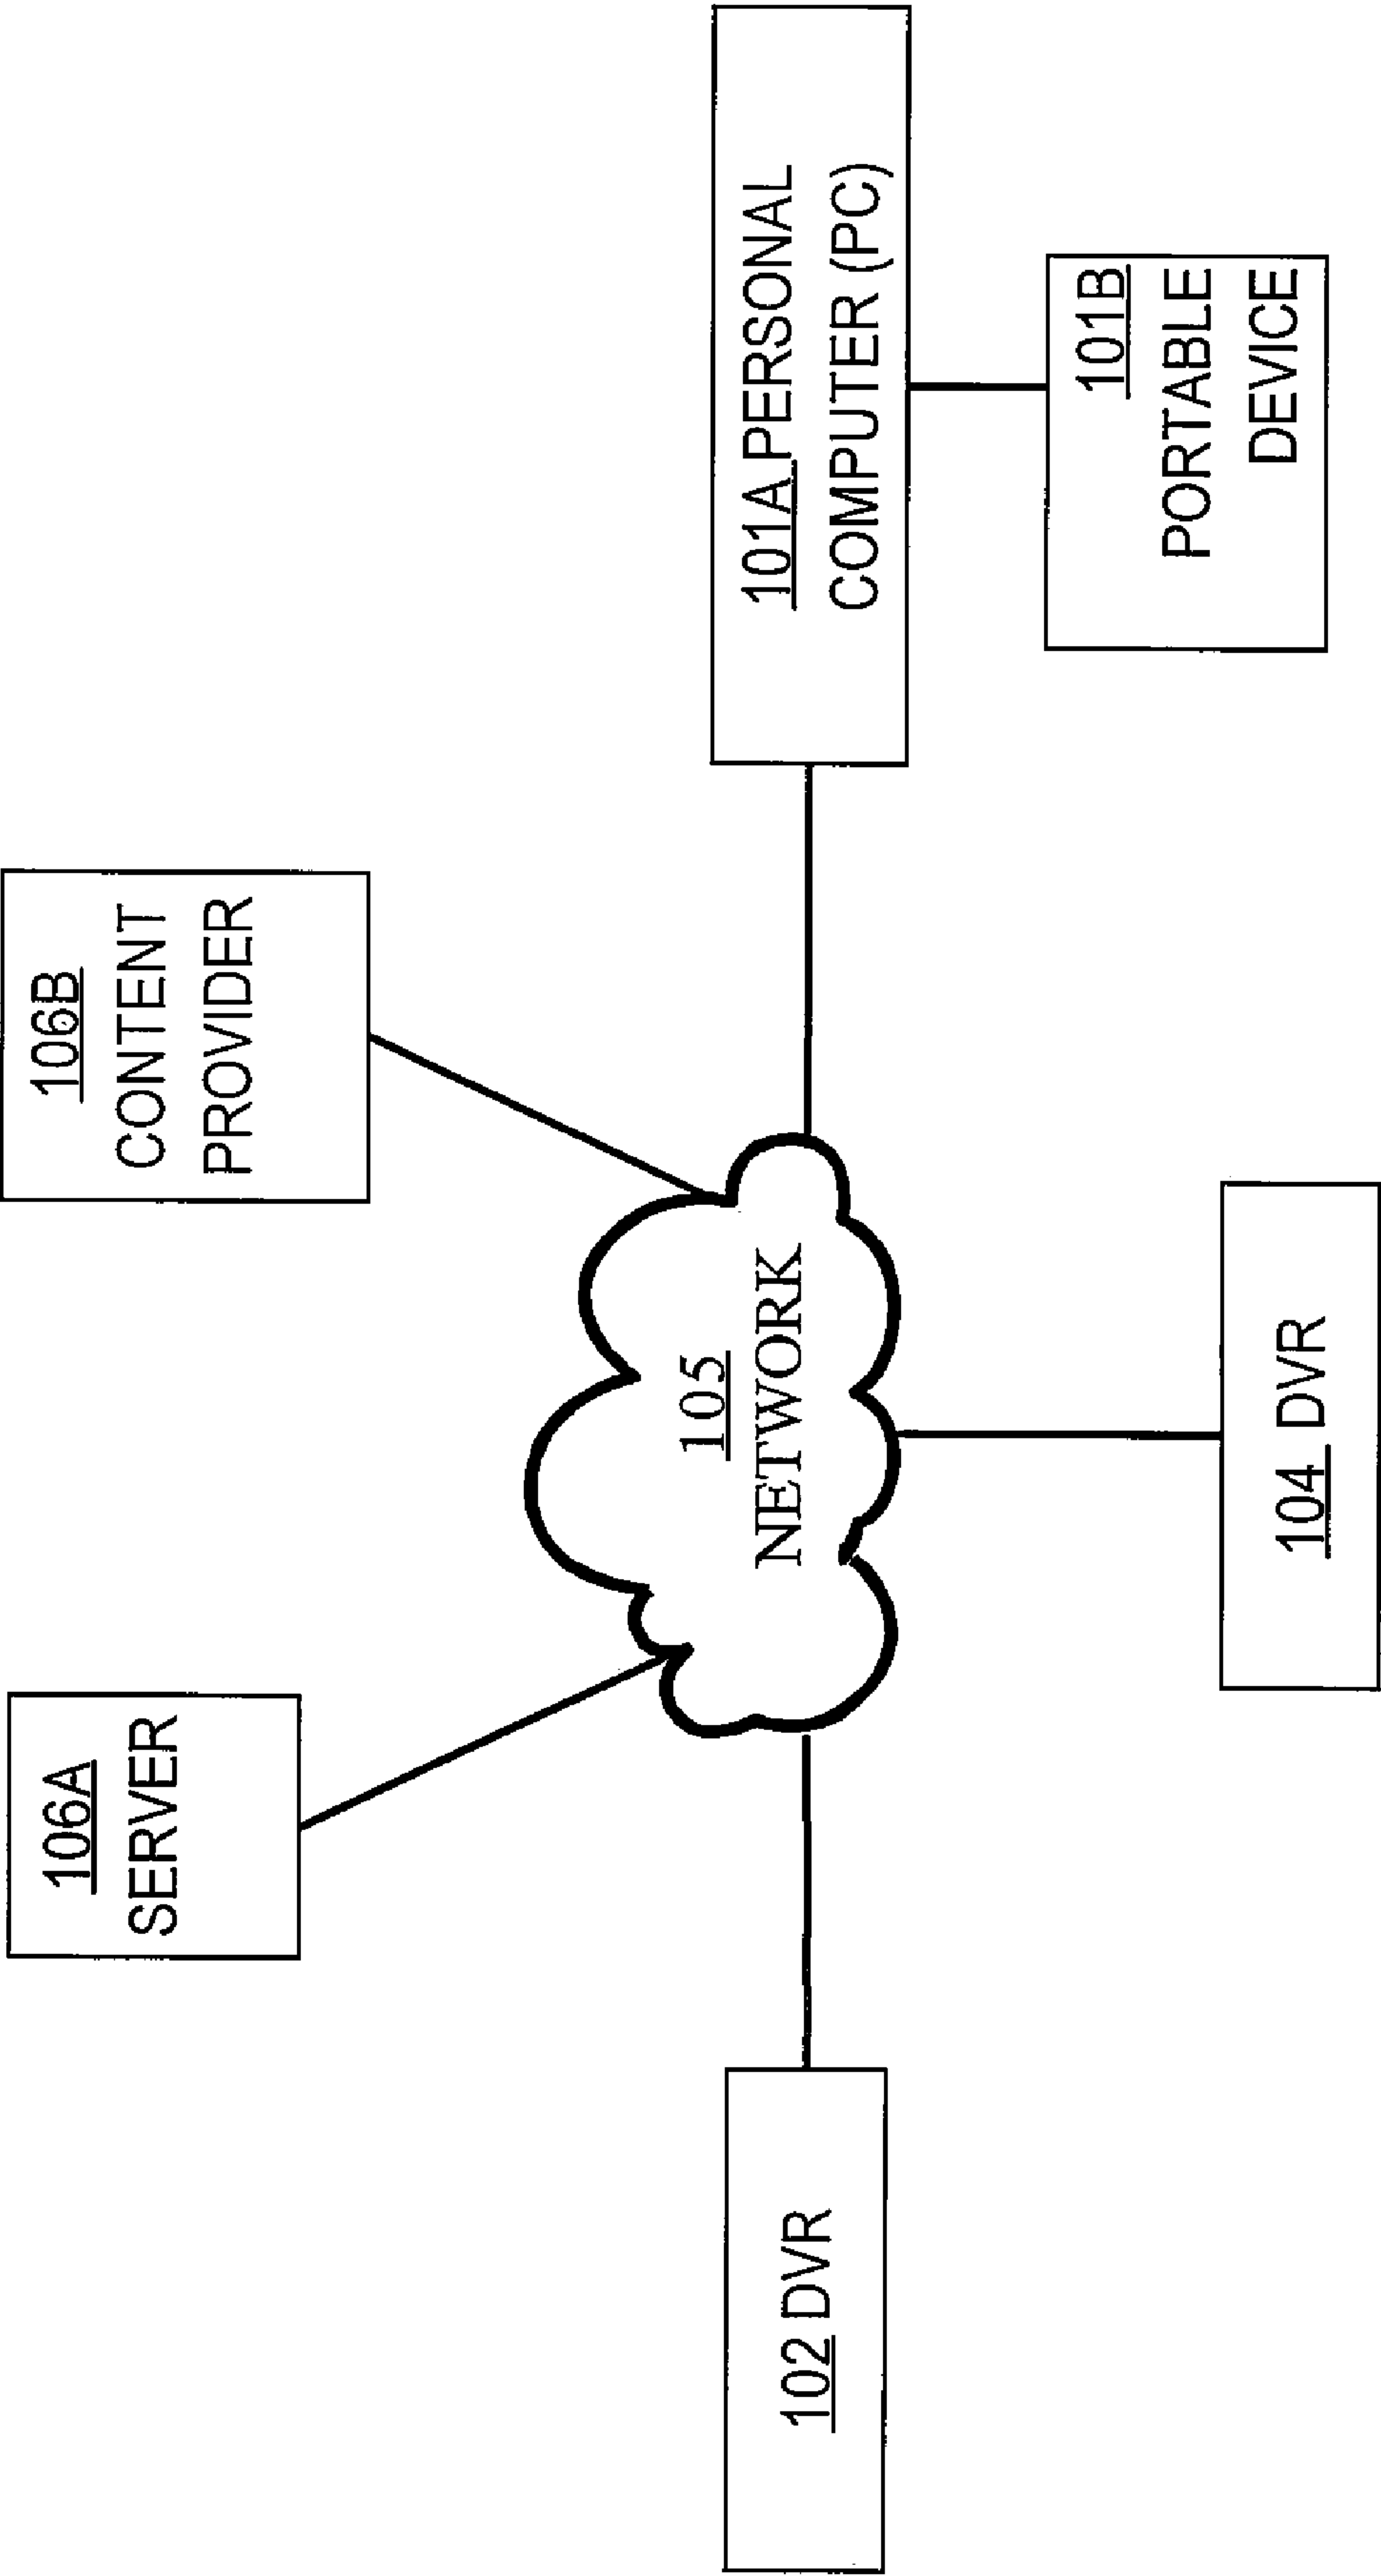 106A
SERVER
106B
CONTENT
PROVIDER
105
NETWORK
102 DVR
104 DVR
101A PERSONAL
COMPUTER (PC)
101B
PORTABLE
DEVICE